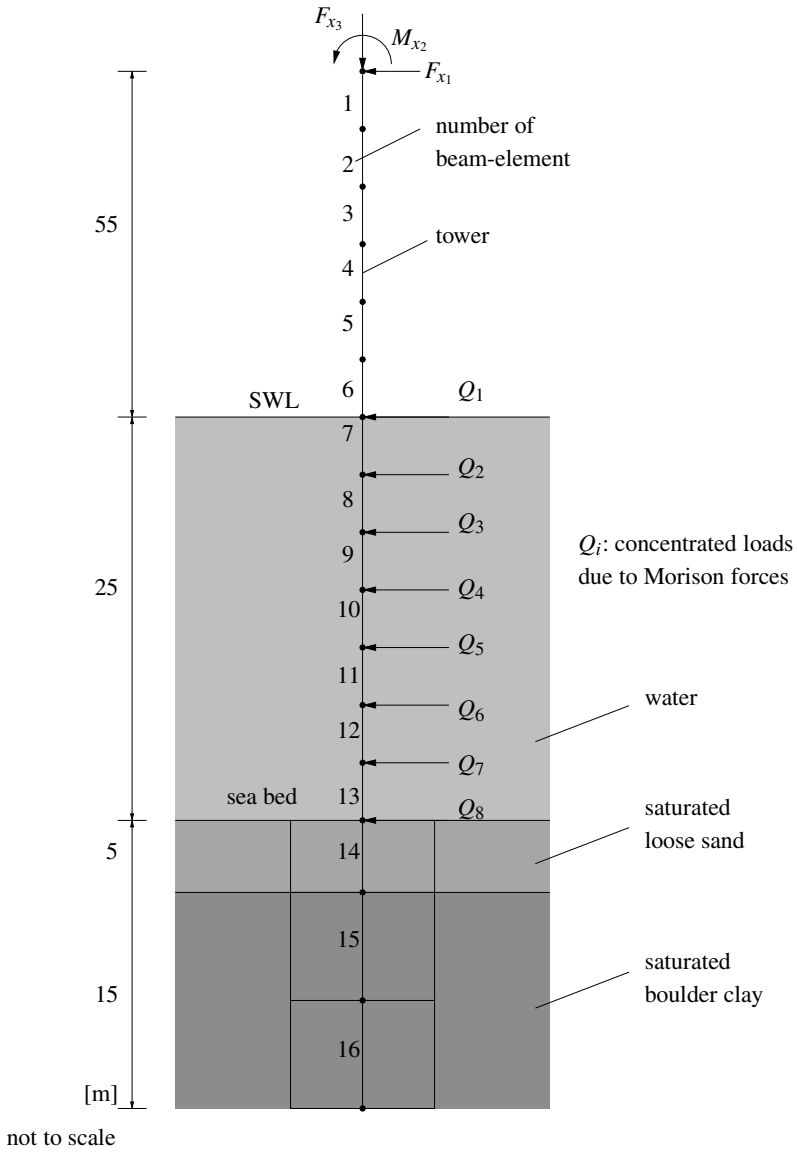 F_{x_3}
M_{x_2}
F_{x_1}
1
number of
beam-element
2
3
55
tower
4
5
6
SWL
Q_1
7
Q_2
8
Q_3
Q_i: concentrated loads
due to Morison forces
9
25
Q_4
10
Q_5
11
water
Q_6
12
Q_7
sea bed
13
Q_8
saturated
loose sand
5
14
15
saturated
boulder clay
15
16
[m]
not to scale